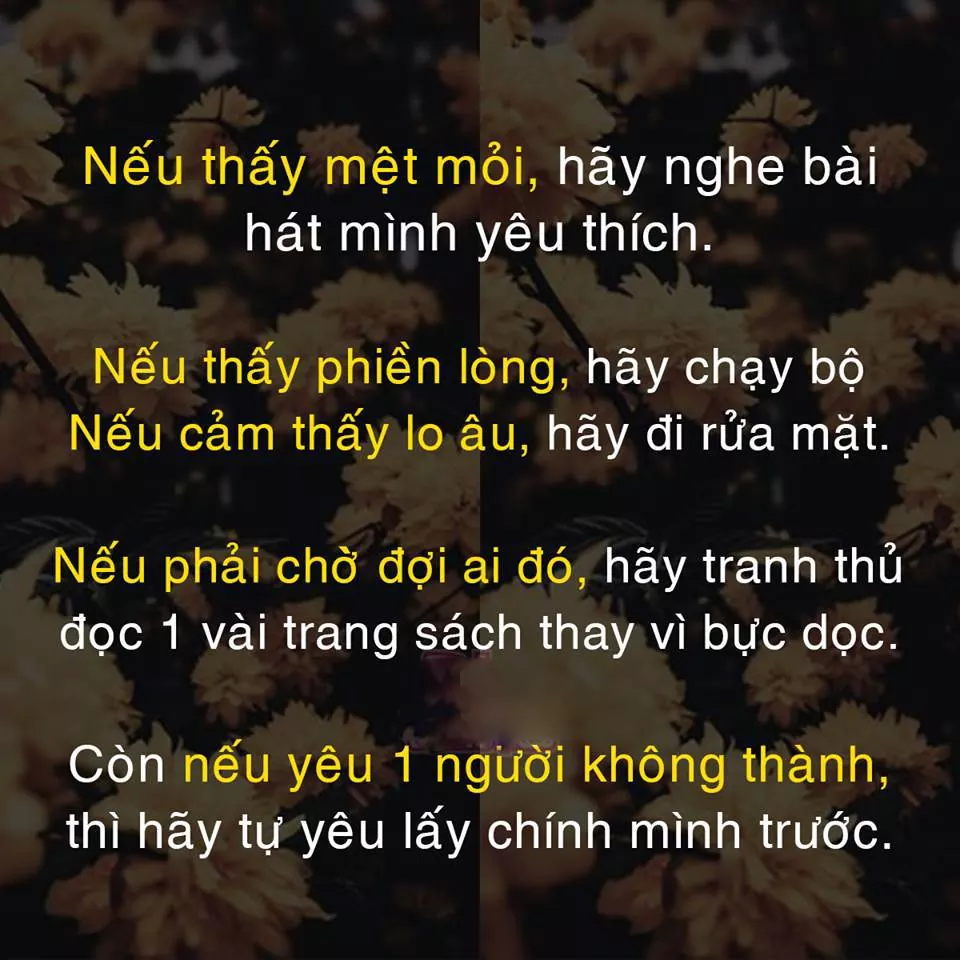 Nếu thấy mệt mỏi, hãy nghe bài
hát mình yêu thích.
Nếu thấy phiền lòng, hãy chạy bộ
Nếu cảm thấy lo âu, hãy đi rửa mặt.
Nếu phải chờ đợi ai đó, hãy tranh thủ
đọc 1 vài trang sách thay vì bực dọc.
Còn nếu yêu 1 người không thành,
thì hãy tự yêu lấy chính mình trước.